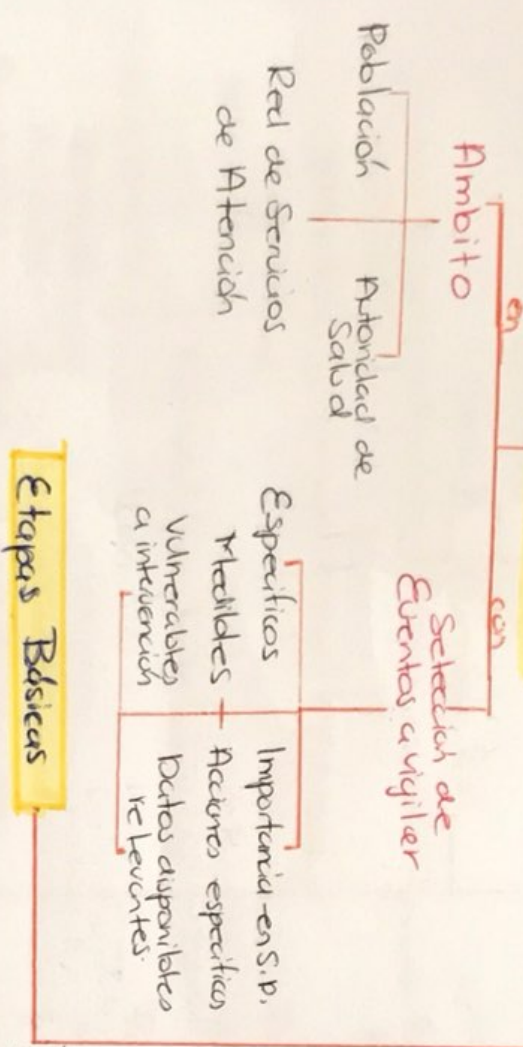 en
Ambito
Población
Autoridad de
Salud
Red de Servicios
de Atención
con
Selección de
Eventos a vigilar
Específicos
Medibles
Vulnerables
a intervención
Importancia en S.P.
Acciones específicas
Datos disponibles
relevantes.
Etapas Básicas